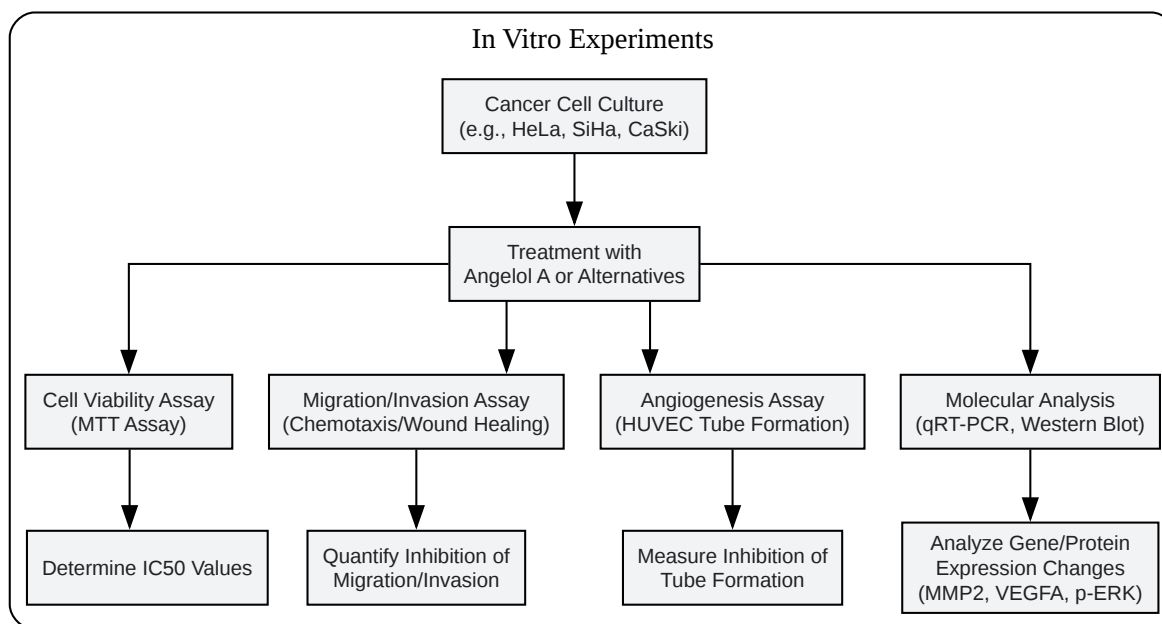 In Vitro Experiments
Cancer Cell Culture
(e.g., HeLa, SiHa, CaSki)
Treatment with
Angelol A or Alternatives
Cell Viability Assay
(MTT Assay)
Migration/Invasion Assay
(Chemotaxis/Wound Healing)
Angiogenesis Assay
(HUVEC Tube Formation)
Molecular Analysis
(qRT-PCR, Western Blot)
Determine IC50 Values
Quantify Inhibition of
Migration/Invasion
Measure Inhibition of
Tube Formation
Analyze Gene/Protein
Expression Changes
(MMP2, VEGFA, p-ERK)